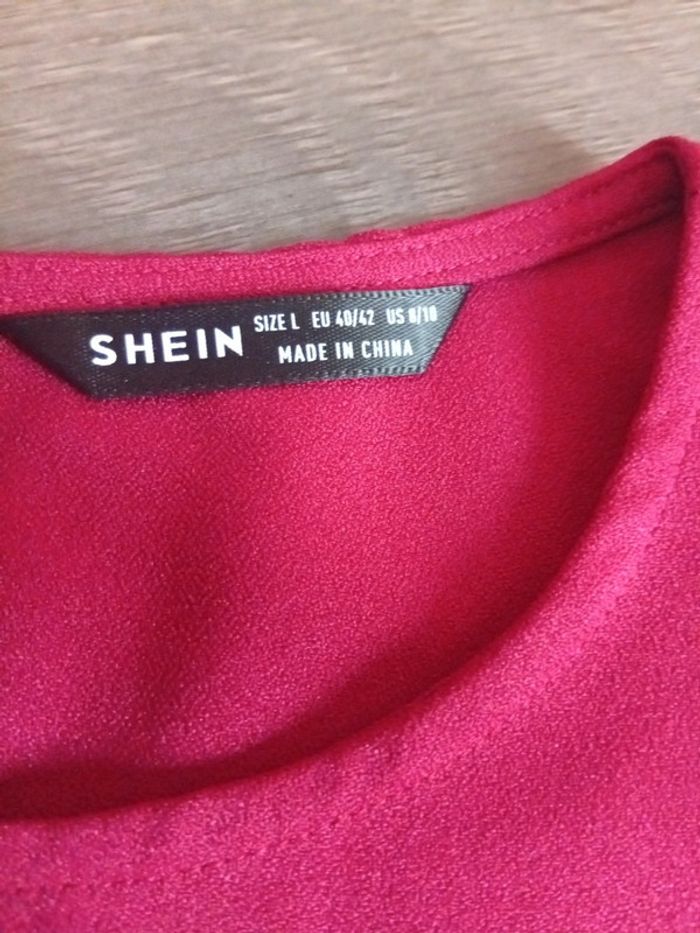 SHEIN
SIZE L EU 40/42 US 8/10
MADE IN CHINA